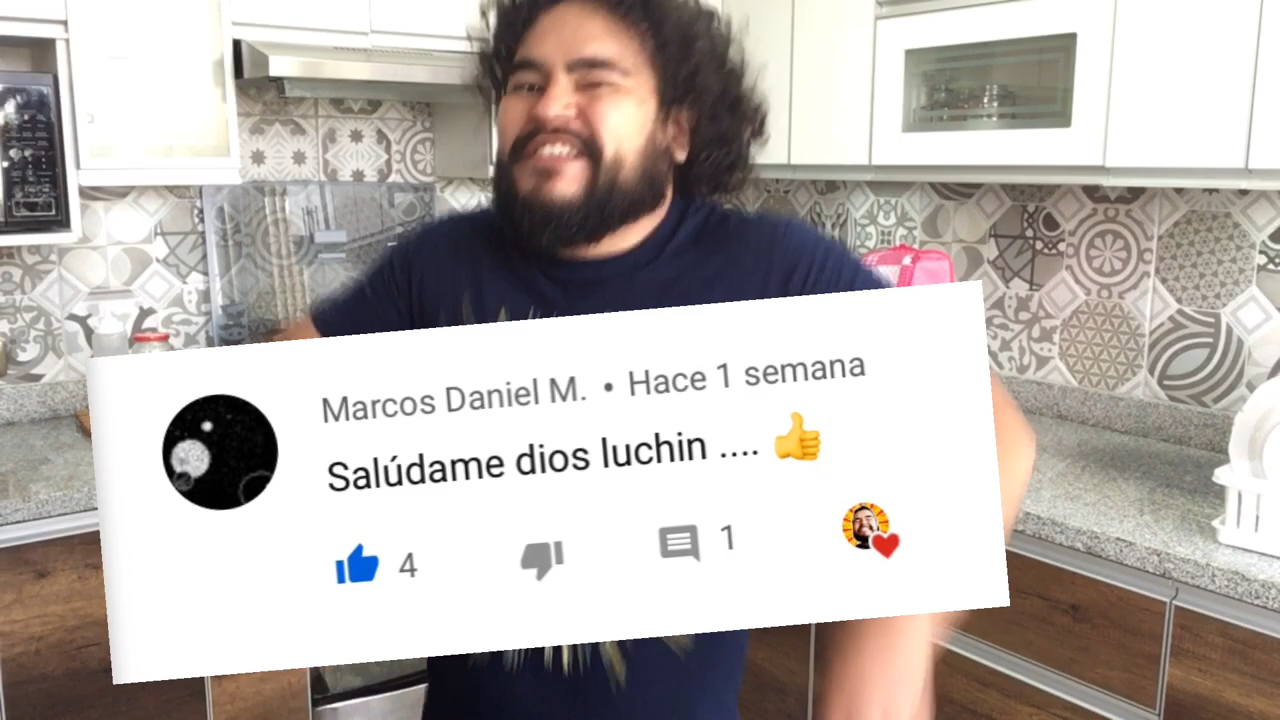 Marcos Daniel M. • Hace 1 semana
Salúdame dios luchin .... 👍
4
1